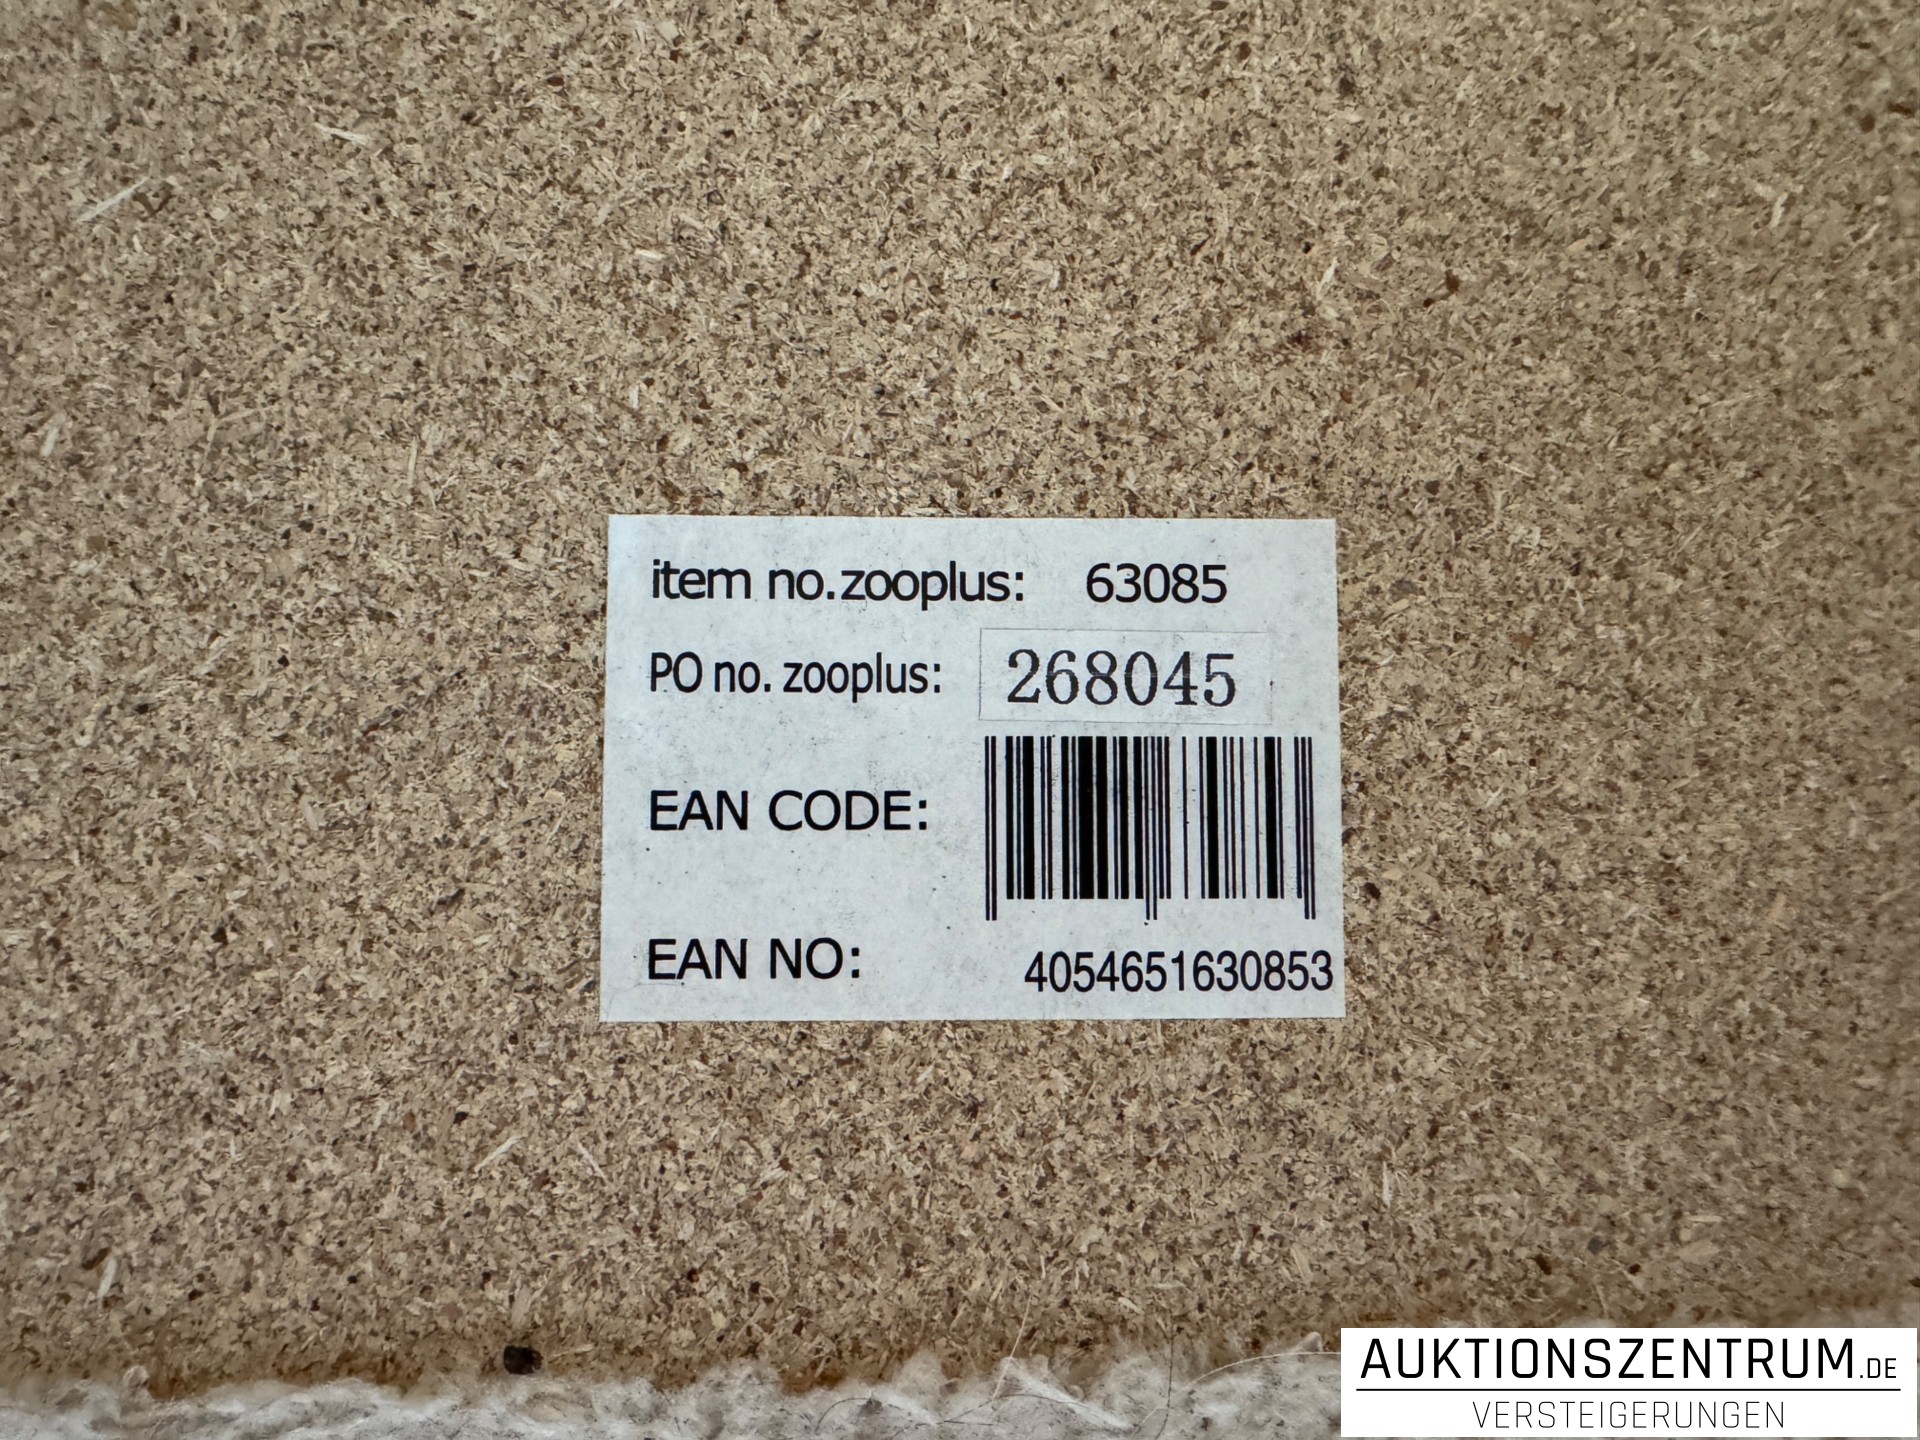 item no.zooplus: 63085
PO no. zooplus: 268045
EAN CODE:
EAN NO: 4054651630853
AUKTIONSZENTRUM.DE
VERSTEIGERUNGEN